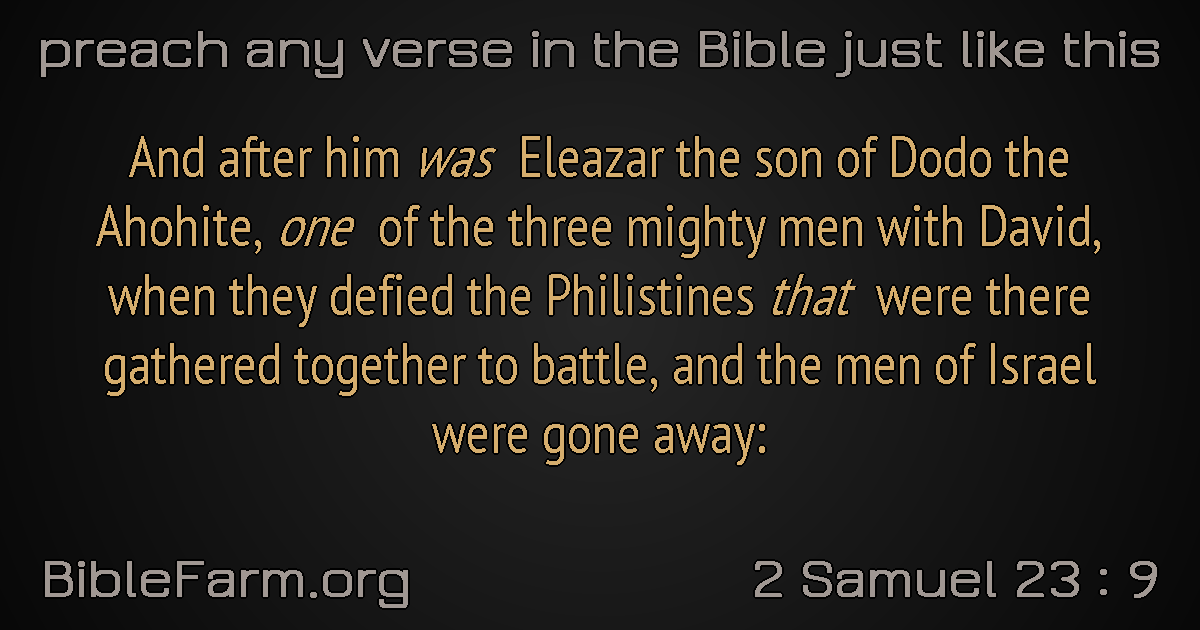 preach any verse in the Bible just like this
And after him was Eleazar the son of Dodo the
Ahohite, one of the three mighty men with David,
when they defied the Philistines that were there
gathered together to battle, and the men of Israel
were gone away:
BibleFarm.org
2 Samuel 23 : 9